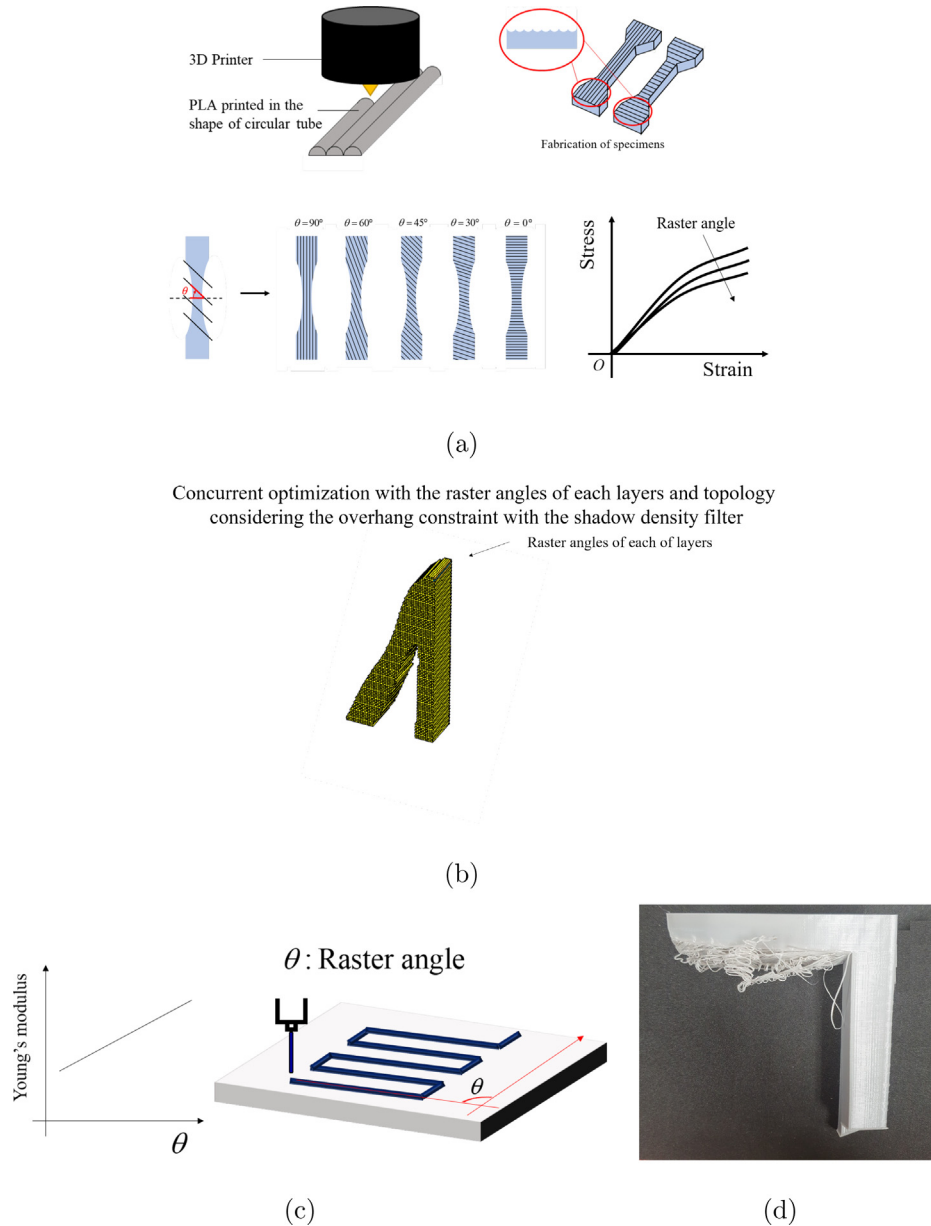 3D Printer
PLA printed in the
shape of circular tube
Fabrication of specimens
θ
θ=90°
θ=60°
θ=45°
θ=30°
θ=0°
Stress
Raster angle
O
Strain
(a)
Concurrent optimization with the raster angles of each layers and topology
considering the overhang constraint with the shadow density filter
Raster angles of each of layers
(b)
Young's modulus
θ
θ : Raster angle
θ
(c)
(d)